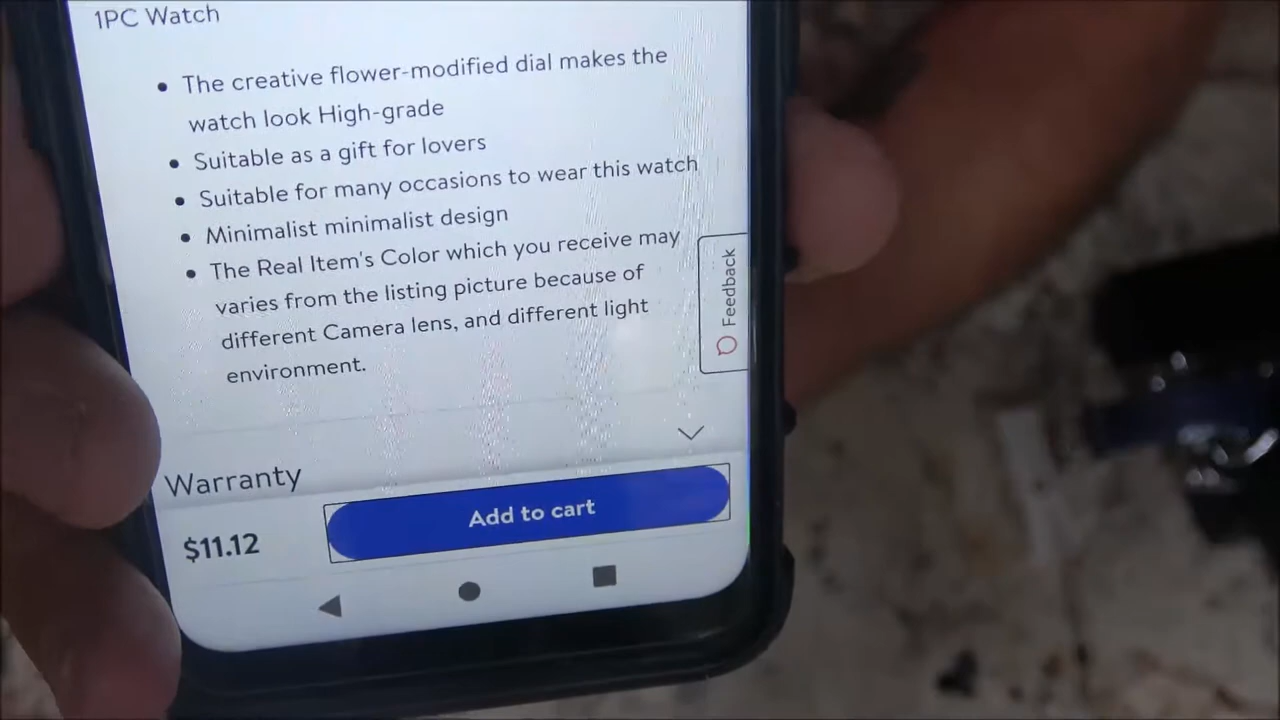 1PC Watch
The creative flower-modified dial makes the
watch look High-grade
Suitable as a gift for lovers
Suitable for many occasions to wear this watch
Minimalist minimalist design
The Real Item's Color which you receive may
varies from the listing picture because of
different Camera lens, and different light
environment.
Feedback
Warranty
$11.12
Add to cart